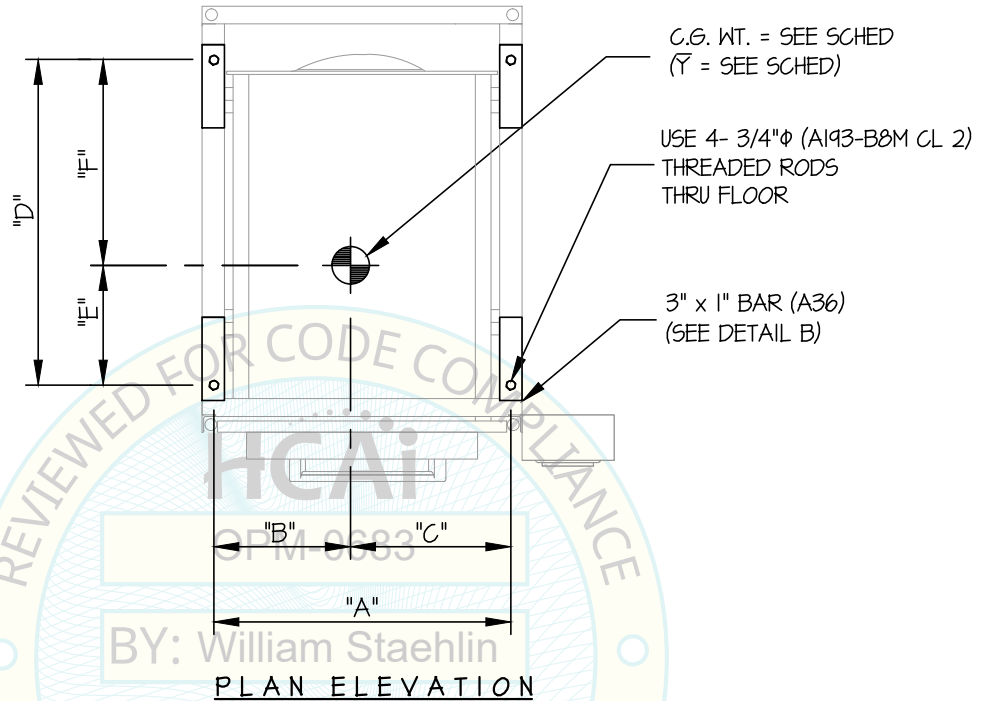 C.G. WT. = SEE SCHED
(Y̅ = SEE SCHED)
USE 4- 3/4"Φ (A193-B8M CL 2)
THREADED RODS
THRU FLOOR
3" x 1" BAR (A36)
(SEE DETAIL B)
"D"
"F"
"E"
REVIEWED FOR CODE COMPLIANCE
HCAi
OPM-0683
"B"
"C"
"A"
BY: William Staehlin
PLAN ELEVATION